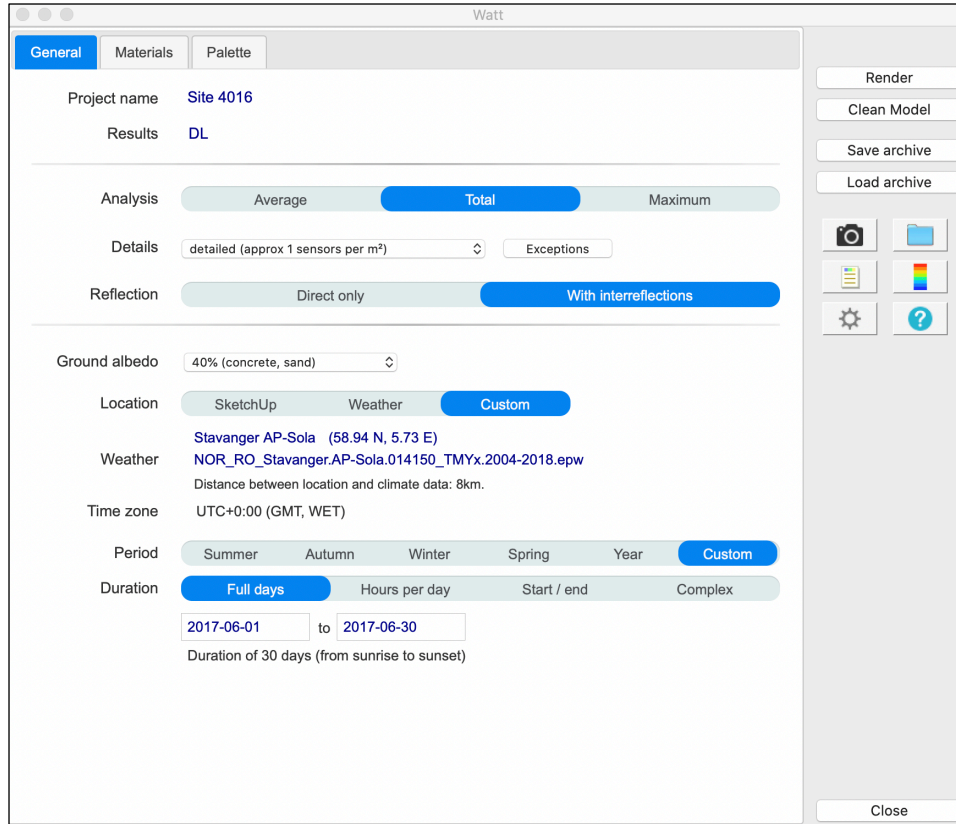 Watt
General Materials Palette
Project name Site 4016
Results DL
Analysis Average Total Maximum
Details detailed (approx 1 sensors per m²) Exceptions
Reflection Direct only With interreflections
Ground albedo 40% (concrete, sand)
Location SketchUp Weather Custom
Stavanger AP-Sola (58.94 N, 5.73 E)
Weather NOR_RO_Stavanger.AP-Sola.014150_TMYx.2004-2018.epw
Distance between location and climate data: 8km.
Time zone UTC+0:00 (GMT, WET)
Period Summer Autumn Winter Spring Year Custom
Duration Full days Hours per day Start / end Complex
2017-06-01 to 2017-06-30
Duration of 30 days (from sunrise to sunset)
Render
Clean Model
Save archive
Load archive
?
Close